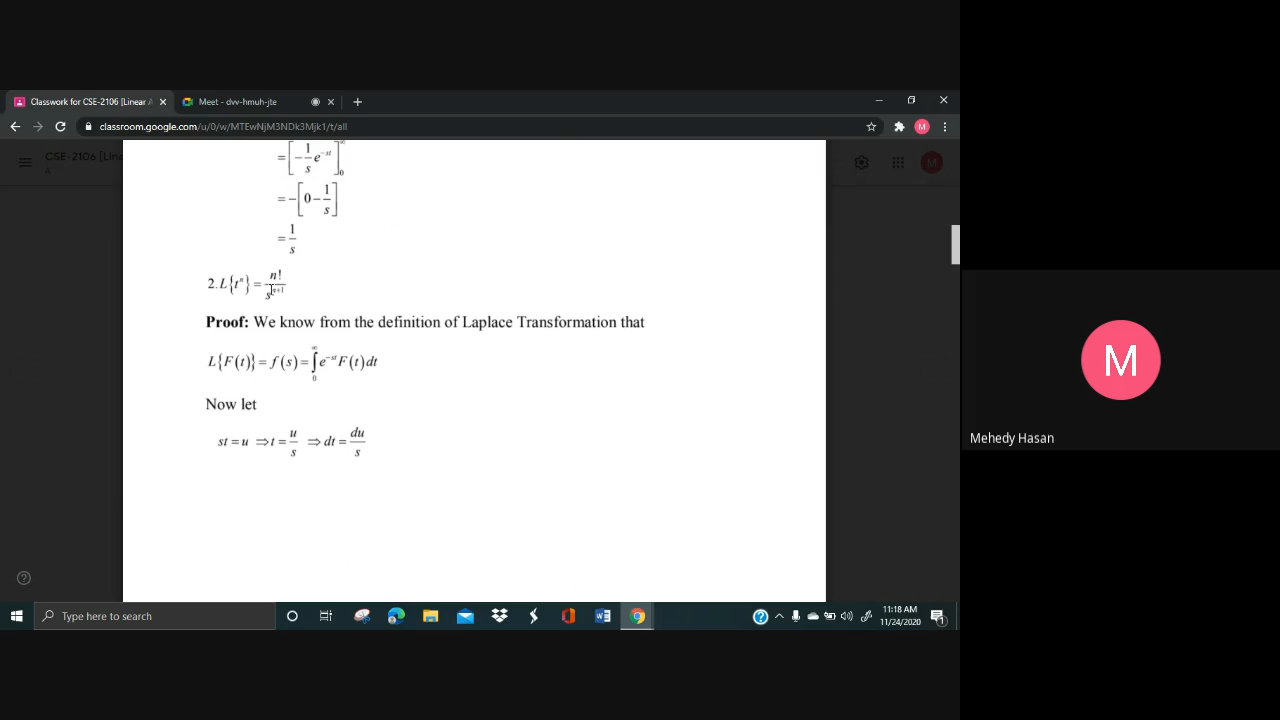 Classwork for CSE-2106 [Linear A
Meet - dvv-hmuh-jte
classroom.google.com/u/0/w/MTEwNjM3NDk3Mjk1/t/all
M
CSE-2106 [Lin
M
= [-1/s e^{-st}]_0^∞
= -[0 - 1/s]
= 1/s
2. L{t^n} = n!/s^{n+1}
Proof: We know from the definition of Laplace Transformation that
L{F(t)} = f(s) = ∫_0^∞ e^{-st} F(t) dt
Now let
st = u ⇒ t = u/s ⇒ dt = du/s
M
Mehedy Hasan
Type here to search
11:18 AM
11/24/2020
1